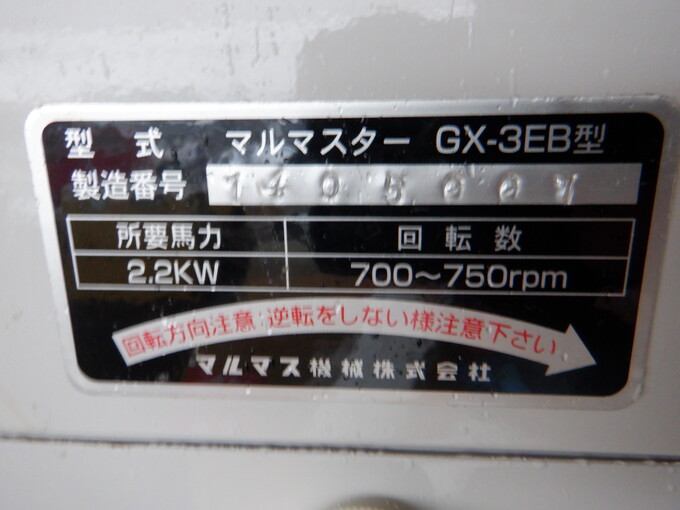 型式 マルマスター GX-3EB型
製造番号
所要馬力 回転数
2.2KW 700～750rpm
回転方向注意:逆転をしない様注意下さい
マルマス機械株式会社